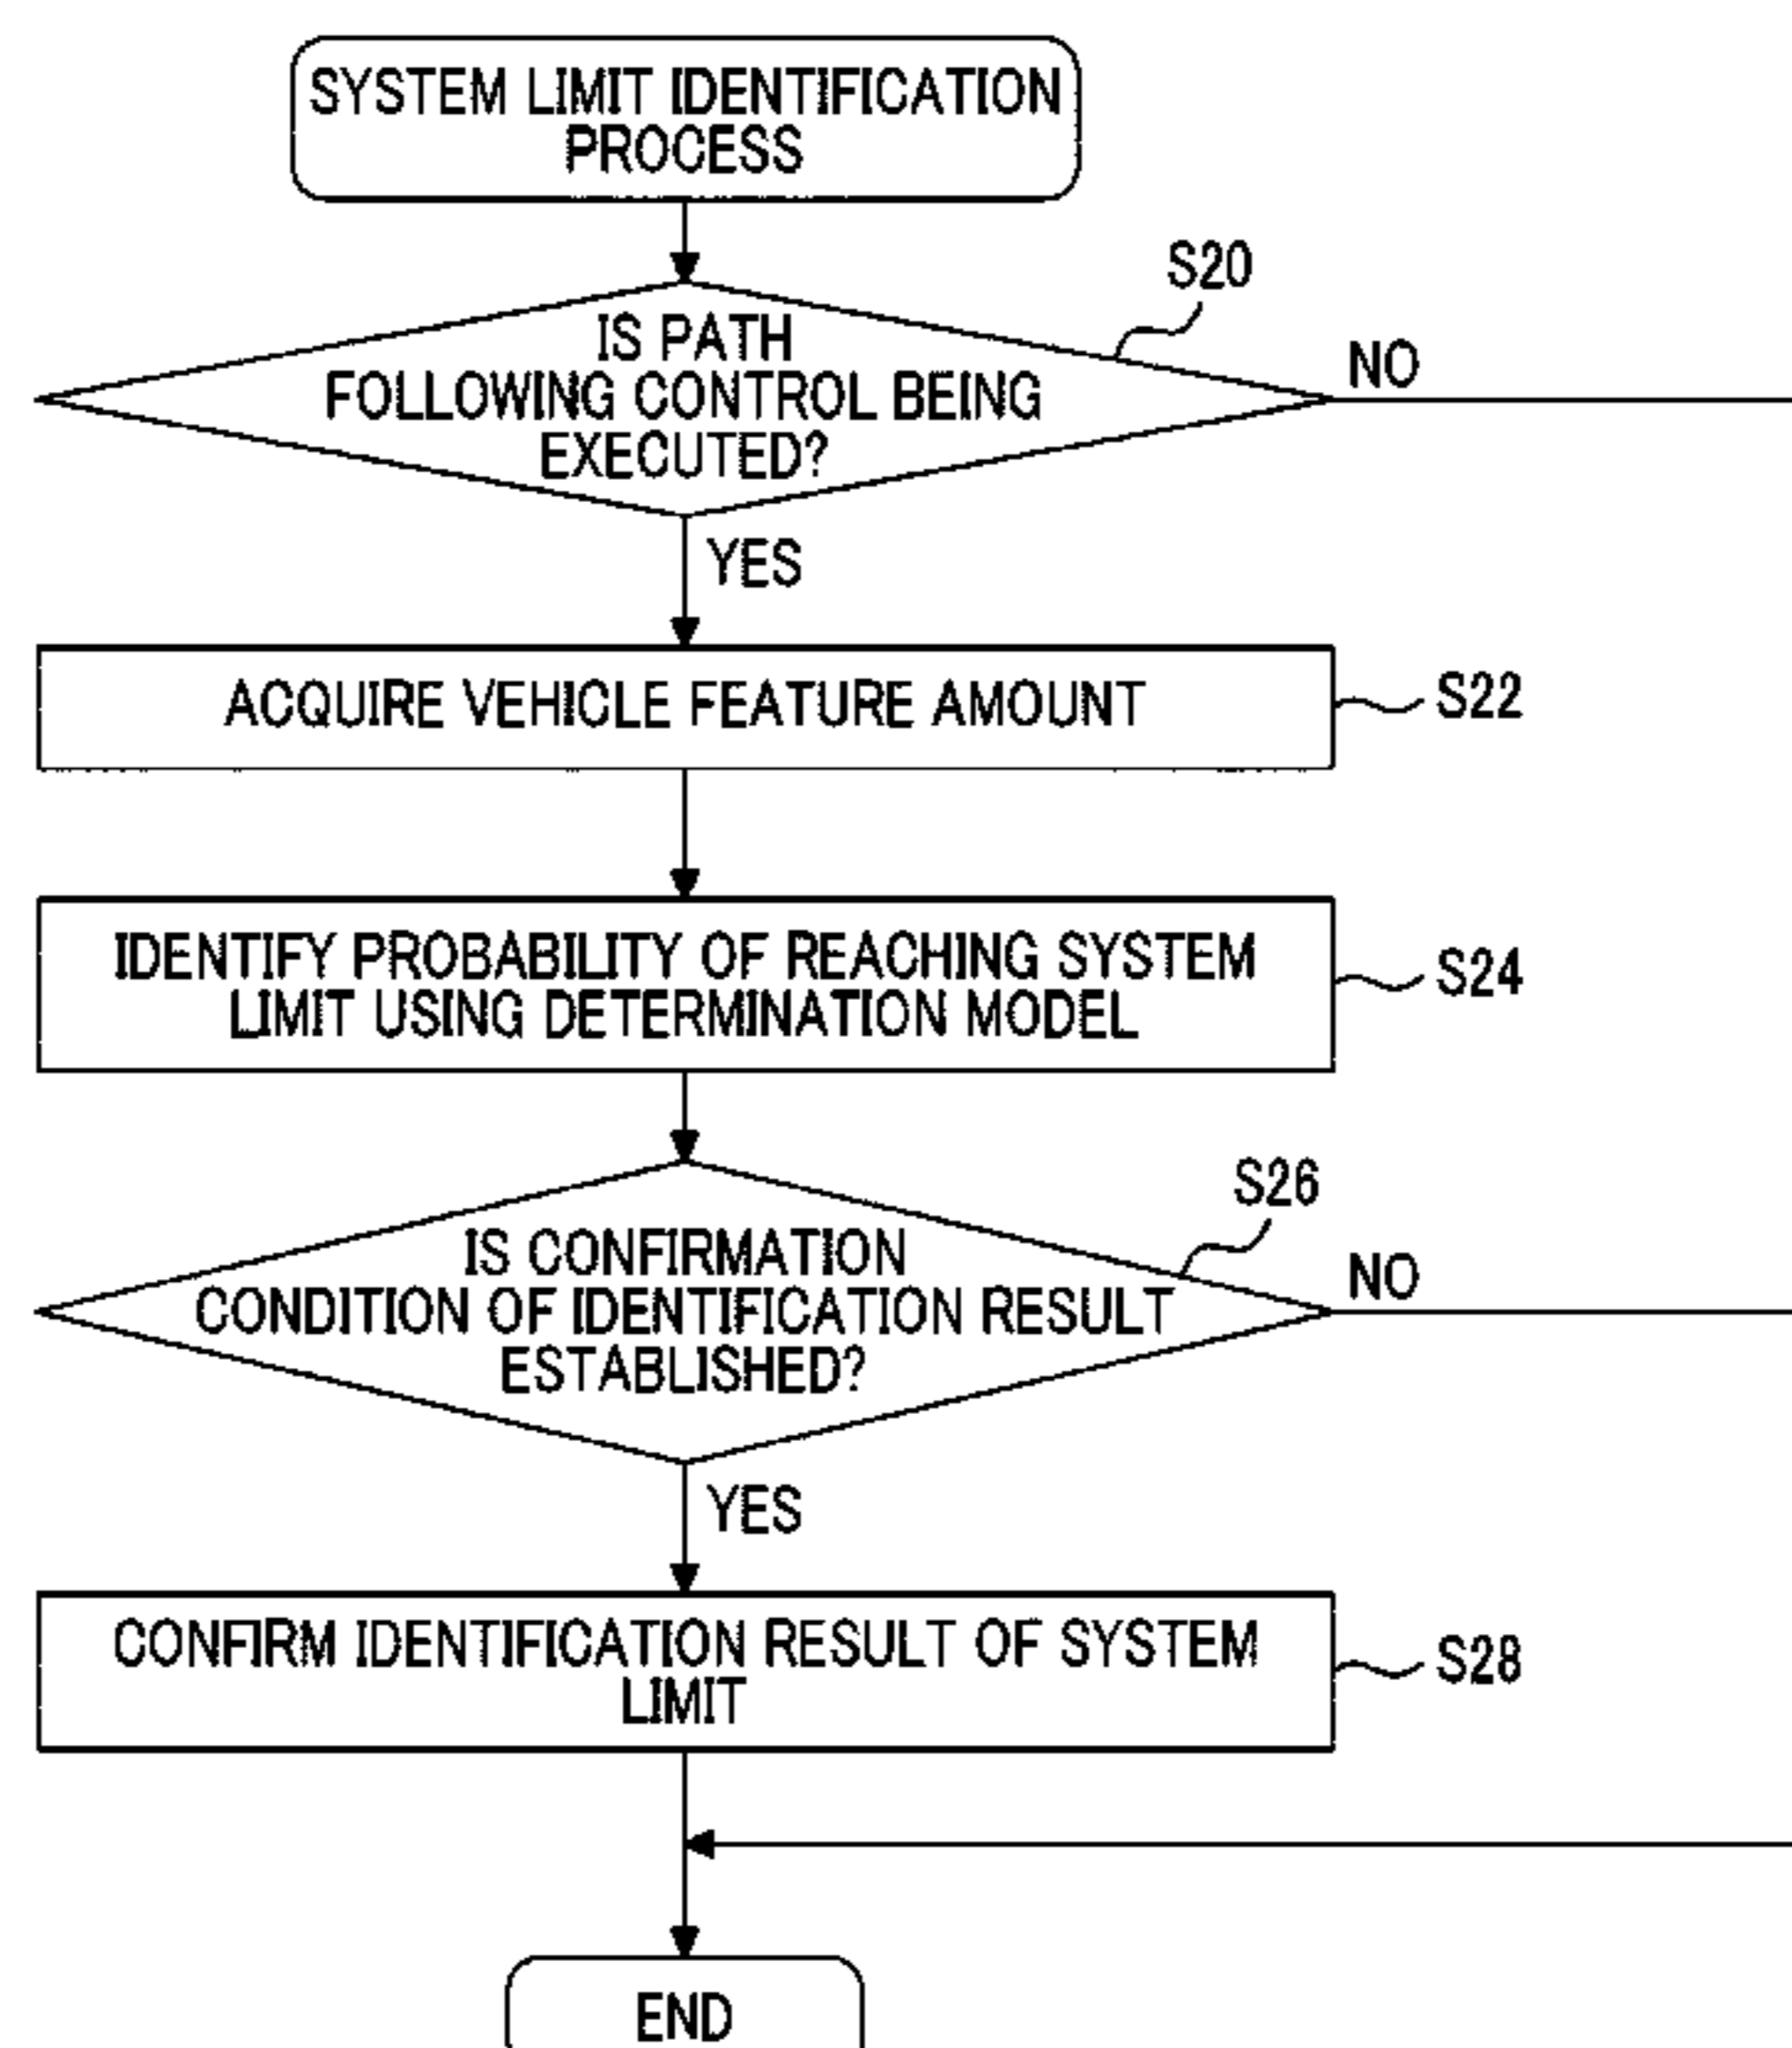 SYSTEM LIMIT IDENTIFICATION
PROCESS
S20
IS PATH
FOLLOWING CONTROL BEING
EXECUTED?
NO
YES
ACQUIRE VEHICLE FEATURE AMOUNT
S22
IDENTIFY PROBABILITY OF REACHING SYSTEM
LIMIT USING DETERMINATION MODEL
S24
S26
IS CONFIRMATION
CONDITION OF IDENTIFICATION RESULT
ESTABLISHED?
NO
YES
CONFIRM IDENTIFICATION RESULT OF SYSTEM
LIMIT
S28
END